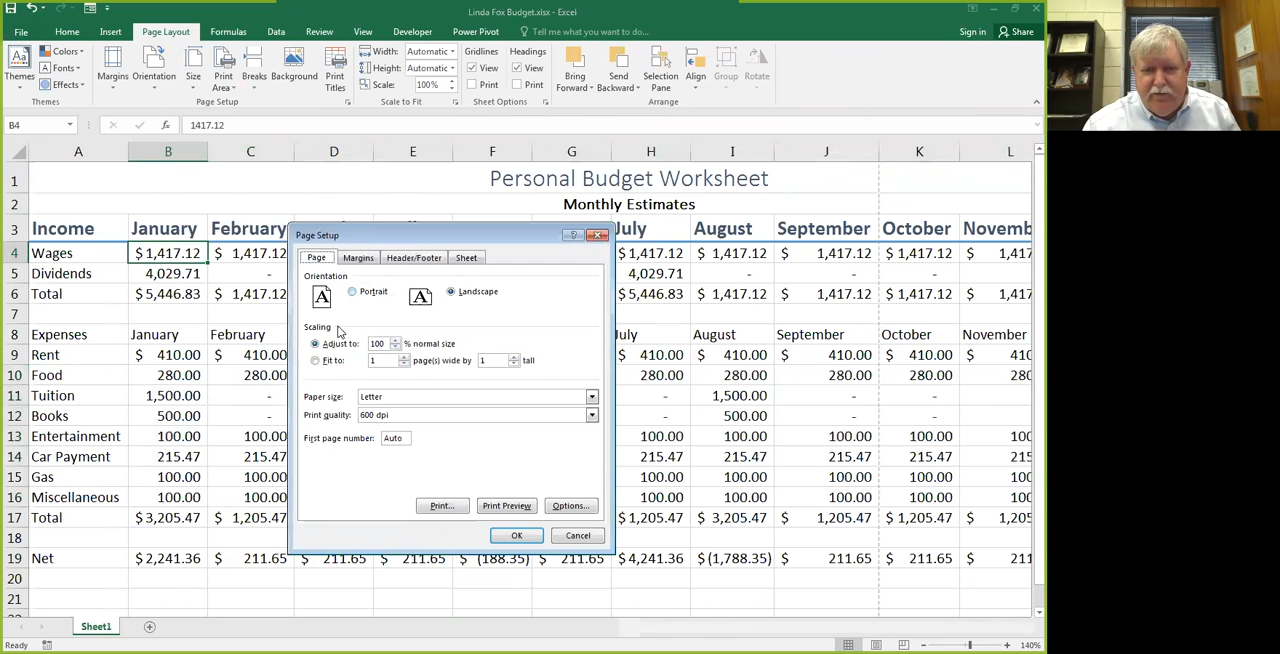 Linda Fox Budget.xlsx - Excel
File Home Insert Page Layout Formulas Data Review View Developer Power Pivot Tell me what you want to do... Sign in Share
Themes Colors Fonts Effects Margins Orientation Size Print Area Breaks Background Print Titles Width: Automatic Height: Automatic Scale: 100% Gridlines View Print Headings View Print Bring Forward Send Backward Selection Pane Align Group Rotate
Themes Page Setup Scale to Fit Sheet Options Arrange
B4 fx 1417.12
A B C D E F G H I J K L
1 Personal Budget Worksheet
2 Monthly Estimates
3 Income January February July August September October Novemb
4 Wages $ 1,417.12 $ 1,417.12 $ 1,417.12 $ 1,417.12 $ 1,417.12 $ 1,417.12 $ 1,417
5 Dividends 4,029.71 - 4,029.71 - - -
6 Total $ 5,446.83 $ 1,417.12 $ 5,446.83 $ 1,417.12 $ 1,417.12 $ 1,417.12 $ 1,417
7
8 Expenses January February July August September October November
9 Rent $ 410.00 $ 410.00 $ 410.00 $ 410.00 $ 410.00 $ 410.00 $ 410
10 Food 280.00 280.00 280.00 280.00 280.00 280.00 280
11 Tuition 1,500.00 - - 1,500.00 - -
12 Books 500.00 - - 500.00 - -
13 Entertainment 100.00 100.00 100.00 100.00 100.00 100.00 100
14 Car Payment 215.47 215.47 215.47 215.47 215.47 215.47 215
15 Gas 100.00 100.00 100.00 100.00 100.00 100.00 100
16 Miscellaneous 100.00 100.00 100.00 100.00 100.00 100.00 100
17 Total $ 3,205.47 $ 1,205.47 $ 1,205.47 $ 3,205.47 $ 1,205.47 $ 1,205.47 $ 1,205
18
19 Net $ 2,241.36 $ 211.65 $ 211.65 $ 211.65 $ (188.35) $ 211.65 $ 4,241.36 $ (1,788.35) $ 211.65 $ 211.65 $ 211
20
21
Page Setup
Page Margins Header/Footer Sheet
Orientation
A Portrait A Landscape
Scaling
Adjust to: 100 % normal size
Fit to: 1 page(s) wide by 1 tall
Paper size: Letter
Print quality: 600 dpi
First page number: Auto
Print... Print Preview Options...
OK Cancel
Sheet1
Ready 140%